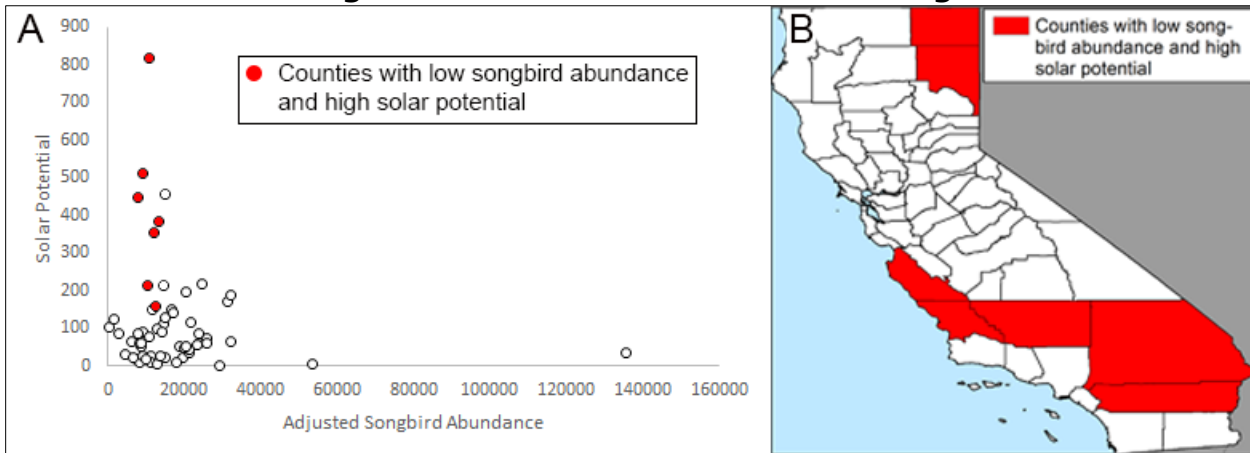 A
900
800
700
600
500
400
300
200
100
0
Solar Potential
Counties with low songbird abundance
and high solar potential
0 20000 40000 60000 80000 100000 120000 140000 160000
Adjusted Songbird Abundance
B
Counties with low song-
bird abundance and high
solar potential